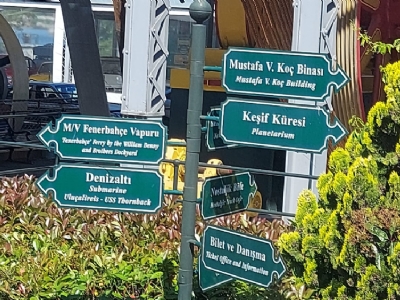 Mustafa V. Koç Binası
Mustafa V. Koç Building
Keşif Küresi
Planetarium
M/V Fenerbahçe Vapuru
'Fenerbahçe' Ferry by the William Denny
and Brothers Dockyard
Denizaltı
Submarine
Uluçalireis - USS Thornback
Bilet ve Danışma
Ticket Office and Information